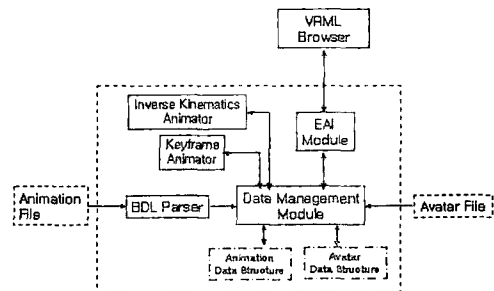 VRML
Browser
Inverse Kinematics
Animator
EAI
Module
Keyframe
Animator
Animation
File
BDL Parser
Data Management
Module
Avatar File
Animation
Data Structure
Avatar
Data Structure